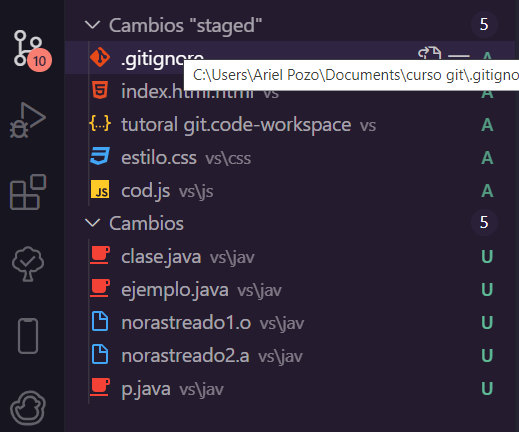 Cambios "staged" 5
.gitignore A
C:\Users\Ariel Pozo\Documents\curso git\.gitigno
index.html.html vs A
tutoral git.code-workspace vs A
estilo.css vs\css A
JS cod.js vs\js A
Cambios 5
clase.java vs\jav U
ejemplo.java vs\jav U
norastreado1.o vs\jav U
norastreado2.a vs\jav U
p.java vs\jav U
10